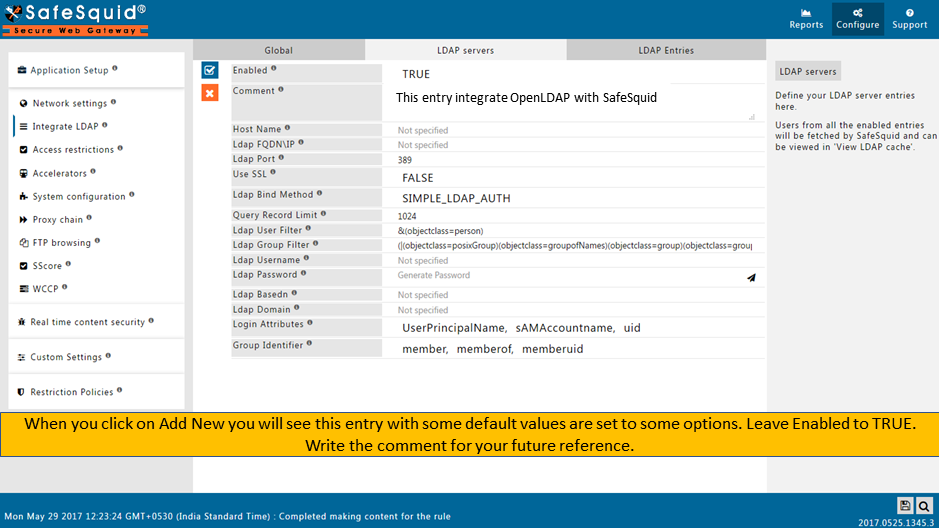 SafeSquid®
Secure Web Gateway
Reports
Configure
Support
Global
LDAP servers
LDAP Entries
Application Setup
Network settings
Integrate LDAP
Access restrictions
Accelerators
System configuration
Proxy chain
FTP browsing
SScore
WCCP
Real time content security
Custom Settings
Restriction Policies
Enabled TRUE
Comment This entry integrate OpenLDAP with SafeSquid
Host Name Not specified
Ldap FQDN\IP Not specified
Ldap Port 389
Use SSL FALSE
Ldap Bind Method SIMPLE_LDAP_AUTH
Query Record Limit 1024
Ldap User Filter &(objectclass=person)
Ldap Group Filter (|(objectclass=posixGroup)(objectclass=groupofNames)(objectclass=group)(objectclass=grou
Ldap Username Not specified
Ldap Password Generate Password
Ldap Basedn Not specified
Ldap Domain Not specified
Login Attributes UserPrincipalName, sAMAccountname, uid
Group Identifier member, memberof, memberuid
LDAP servers
Define your LDAP server entries
here.
Users from all the enabled entries
will be fetched by SafeSquid and can
be viewed in 'View LDAP cache'.
When you click on Add New you will see this entry with some default values are set to some options. Leave Enabled to TRUE.
Write the comment for your future reference.
Mon May 29 2017 12:23:24 GMT+0530 (India Standard Time) : Completed making content for the rule
2017.0525.1345.3